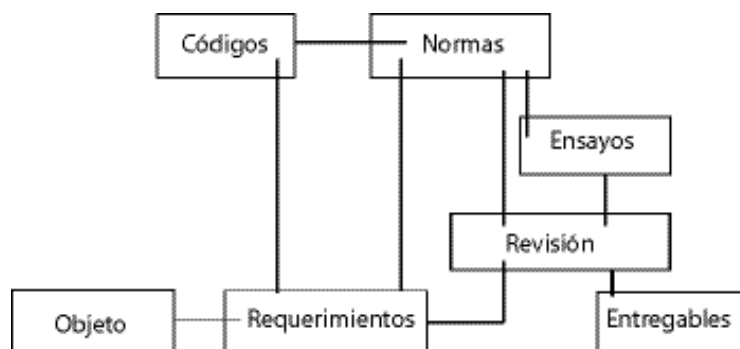 Códigos
Normas
Ensayos
Revisión
Objeto
Requerimientos
Entregables